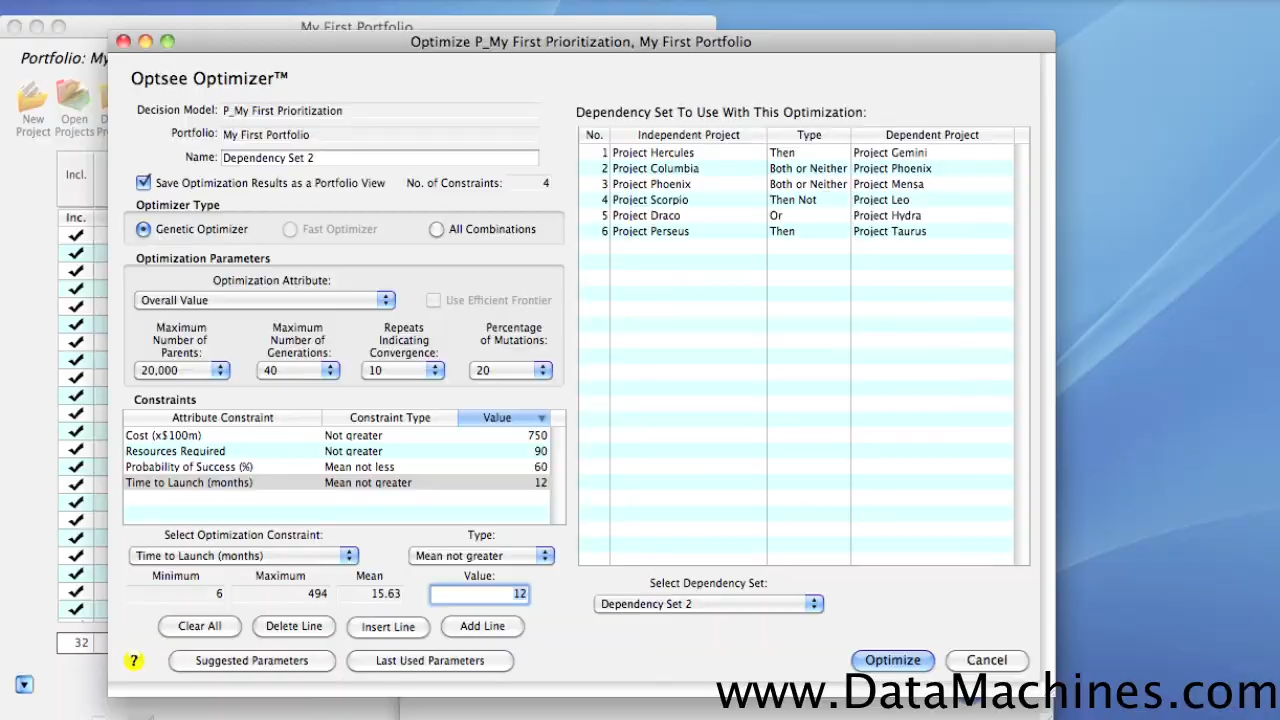 My First Portfolio
Optimize P_My First Prioritization, My First Portfolio
Portfolio: My
New Project
Open Projects
Incl.
Inc.
32
Optsee Optimizer™
Decision Model: P_My First Prioritization
Portfolio: My First Portfolio
Name: Dependency Set 2
Save Optimization Results as a Portfolio View No. of Constraints: 4
Optimizer Type
Genetic Optimizer Fast Optimizer All Combinations
Optimization Parameters
Optimization Attribute:
Overall Value Use Efficient Frontier
Maximum Number of Parents: Maximum Number of Generations: Repeats Indicating Convergence: Percentage of Mutations:
20,000 40 10 20
Constraints
Attribute Constraint Constraint Type Value
Cost (x$100m) Not greater 750
Resources Required Not greater 90
Probability of Success (%) Mean not less 60
Time to Launch (months) Mean not greater 12
Select Optimization Constraint: Type:
Time to Launch (months) Mean not greater
Minimum Maximum Mean Value:
6 494 15.63 12
Clear All Delete Line Insert Line Add Line
? Suggested Parameters Last Used Parameters
Dependency Set To Use With This Optimization:
No. Independent Project Type Dependent Project
1 Project Hercules Then Project Gemini
2 Project Columbia Both or Neither Project Phoenix
3 Project Phoenix Both or Neither Project Mensa
4 Project Scorpio Then Not Project Leo
5 Project Draco Or Project Hydra
6 Project Perseus Then Project Taurus
Select Dependency Set:
Dependency Set 2
Optimize Cancel
www.DataMachines.com